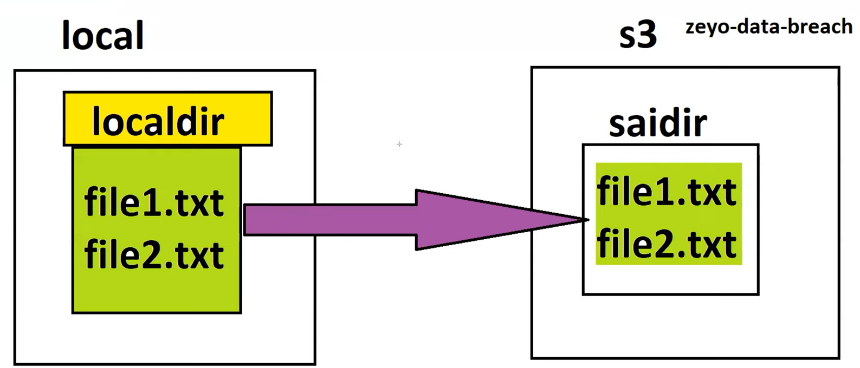 local
localdir
file1.txt
file2.txt
s3 zeyo-data-breach
saidir
file1.txt
file2.txt